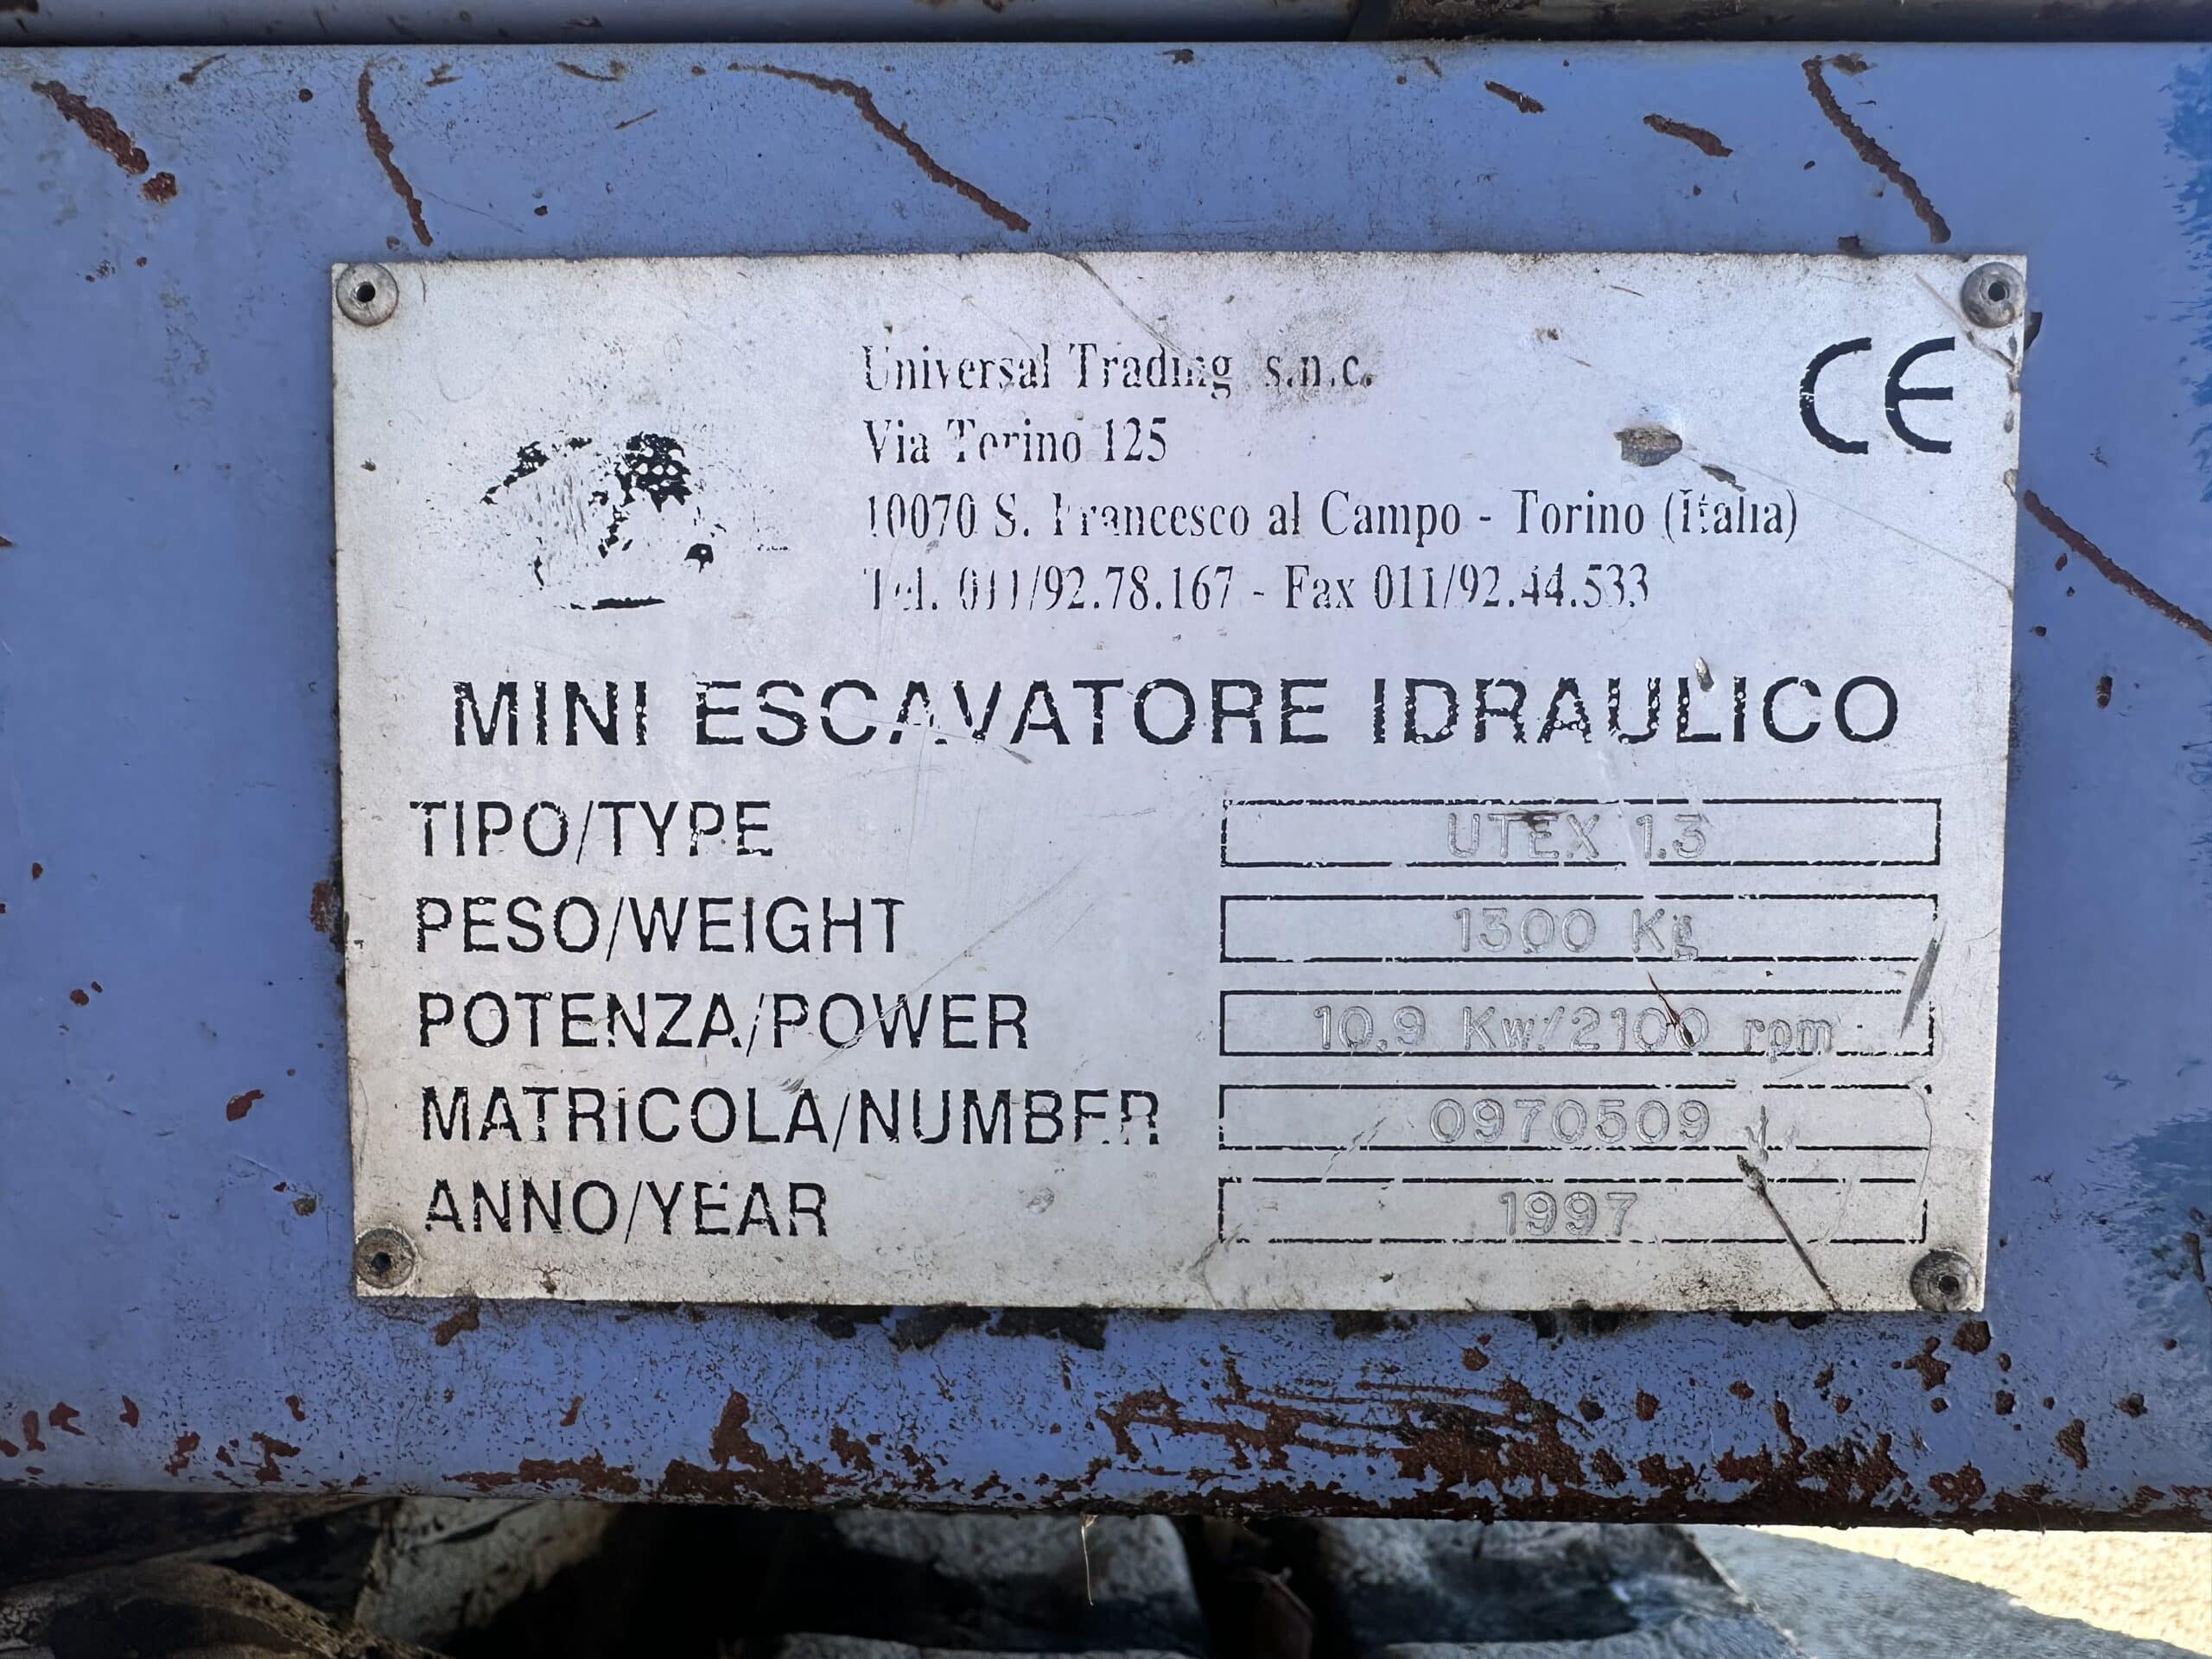 Universal Trading s.n.c.
CE
Via Torino 125
10070 S. Francesco al Campo - Torino (Italia)
Tel. 011/92.78.167 - Fax 011/92.44.533
MINI ESCAVATORE IDRAULICO
TIPO/TYPE UTEX 1.3
PESO/WEIGHT 1300 Kg
POTENZA/POWER 10.9 Kw/2100 rpm
MATRICOLA/NUMBER 0970509
ANNO/YEAR 1997